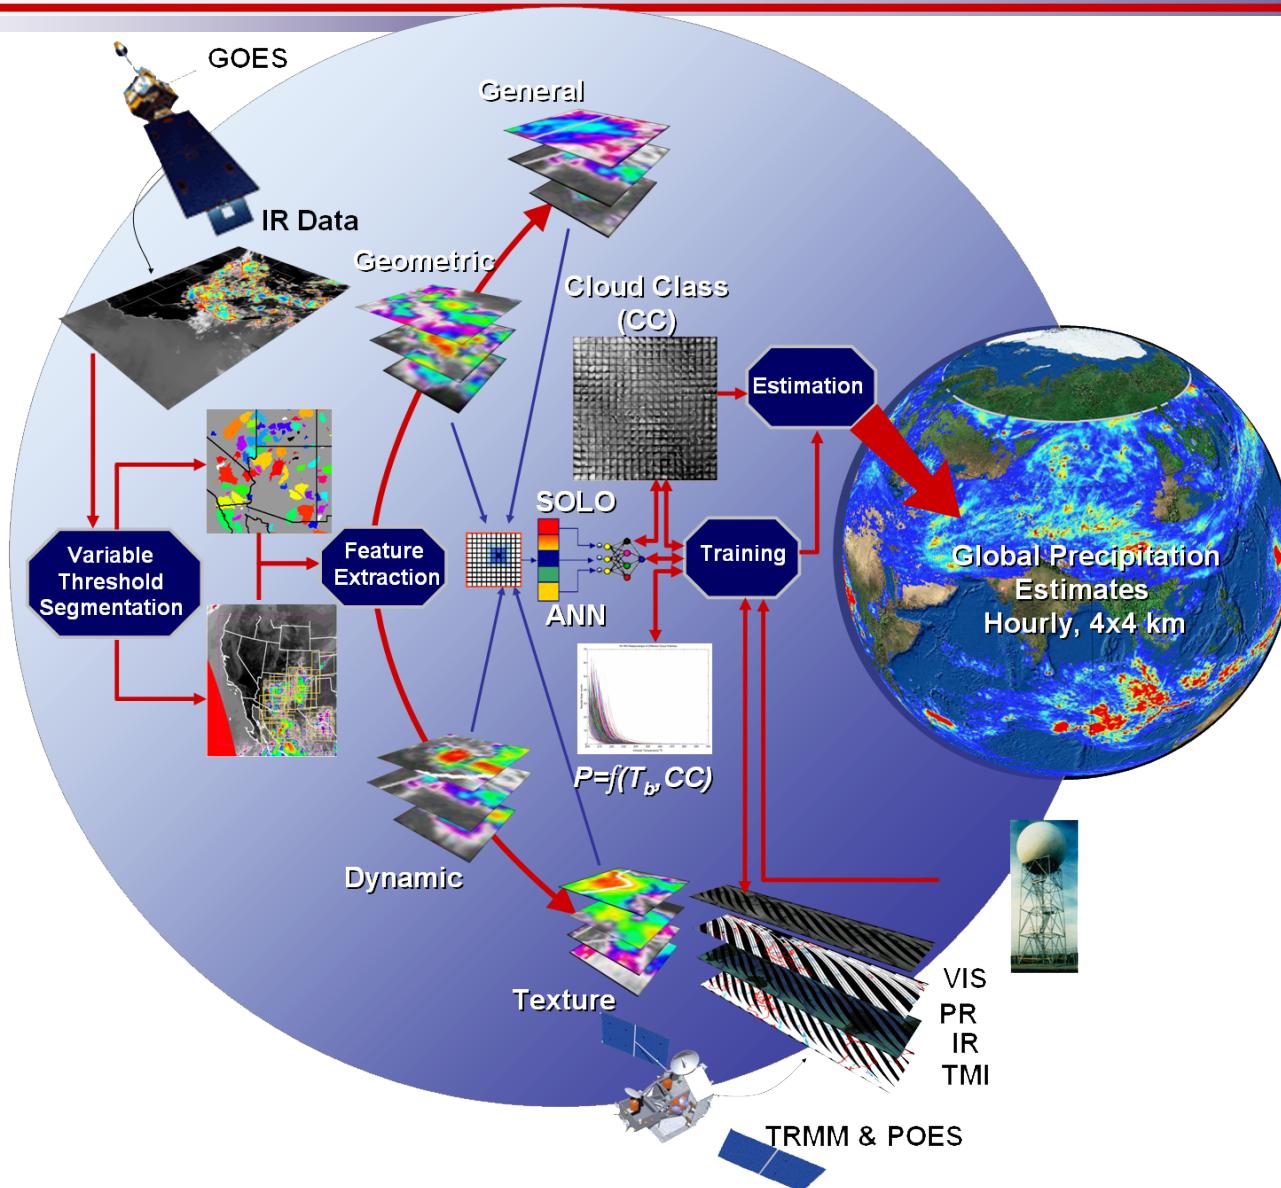 GOES
General
IR Data
Geometric
Cloud Class
(CC)
Estimation
SOLO
Variable
Threshold
Segmentation
Feature
Extraction
Training
ANN
Global Precipitation
Estimates
Hourly, 4x4 km
P=f(Tb,CC)
Dynamic
Texture
VIS
PR
IR
TMI
TRMM & POES